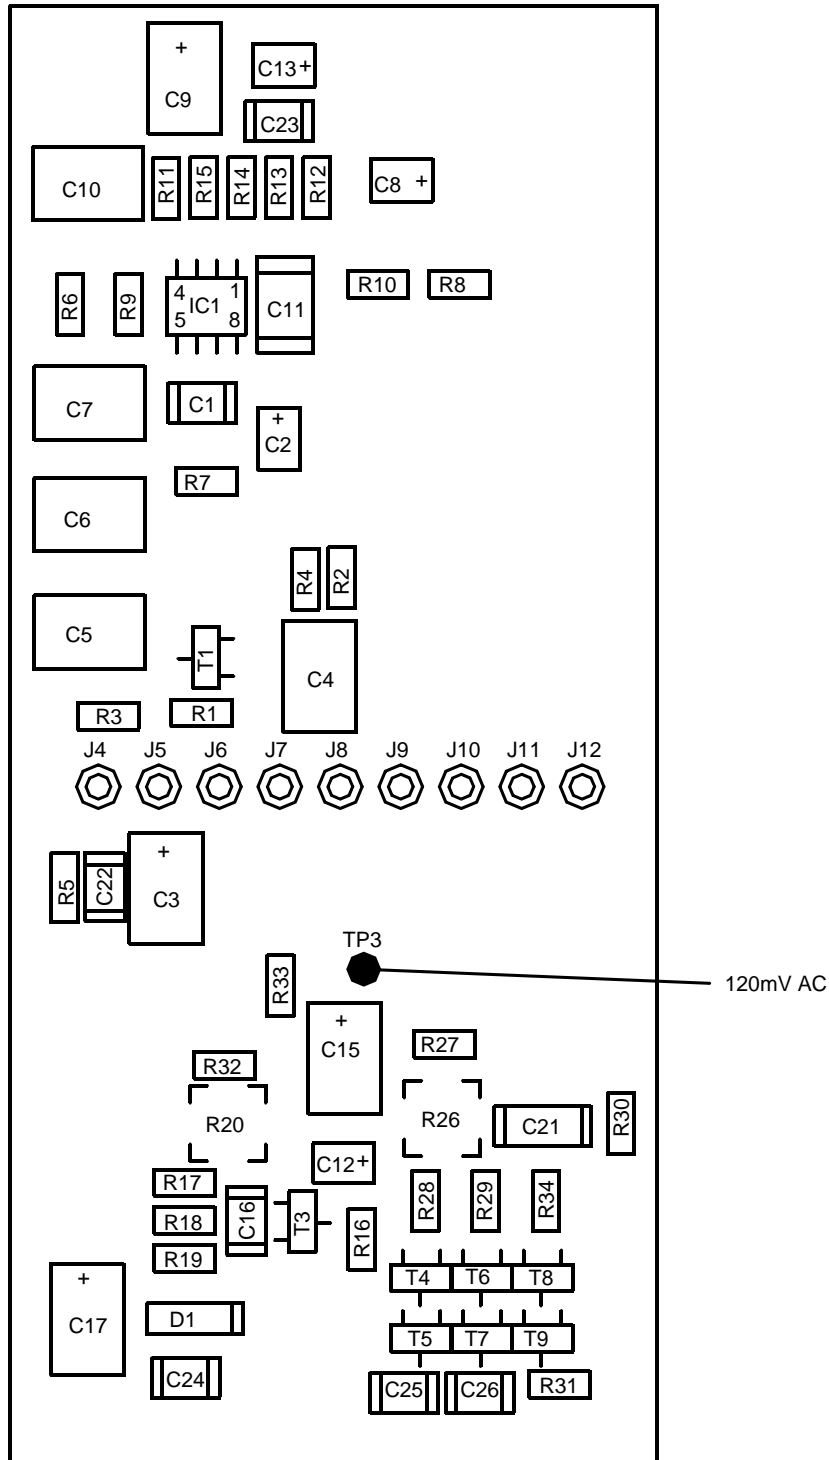 +
C9
C13+
C23
C10
R11
R15
R14
R13
R12
C8 +
R6
R9
4 1
IC1
5 8
C11
R10
R8
C7
C1
+
C2
R7
C6
R4
R2
C5
T1
C4
R3
R1
J4 J5 J6 J7 J8 J9 J10 J11 J12
R5
C22
+
C3
TP3
120mV AC
R33
+
C15
R27
R32
R20
R26
C21
R30
C12+
R17
R18
R19
C16
T3
R16
R28
R29
R34
T4 T6 T8
+
C17
D1
T5 T7 T9
C24
C25
C26
R31